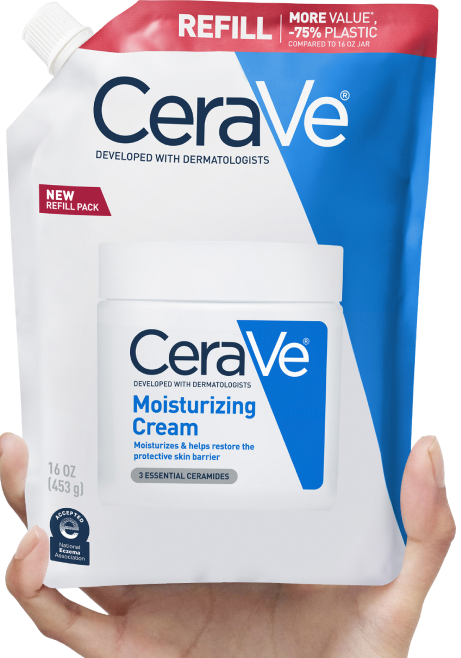 REFILL
MORE VALUE*,
-75% PLASTIC
COMPARED TO 16 OZ JAR
CeraVe®
DEVELOPED WITH DERMATOLOGISTS
NEW
REFILL PACK
CeraVe®
DEVELOPED WITH DERMATOLOGISTS
Moisturizing
Cream
Moisturizes & helps restore the
protective skin barrier
3 ESSENTIAL CERAMIDES
16 OZ
(453 g)
ACCEPTED
National
Eczema
Association